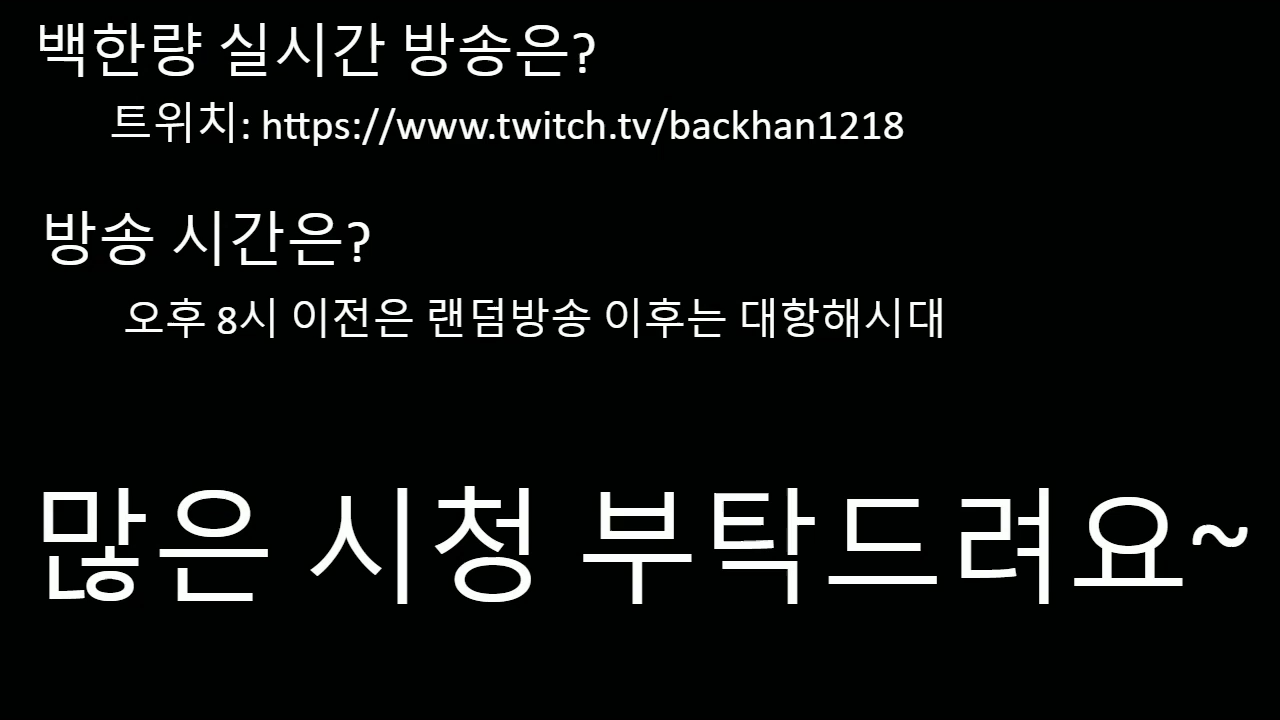 백한량 실시간 방송은?
트위치: https://www.twitch.tv/backhan1218
방송 시간은?
오후 8시 이전은 랜덤방송 이후는 대항해시대
많은 시청 부탁드려요~